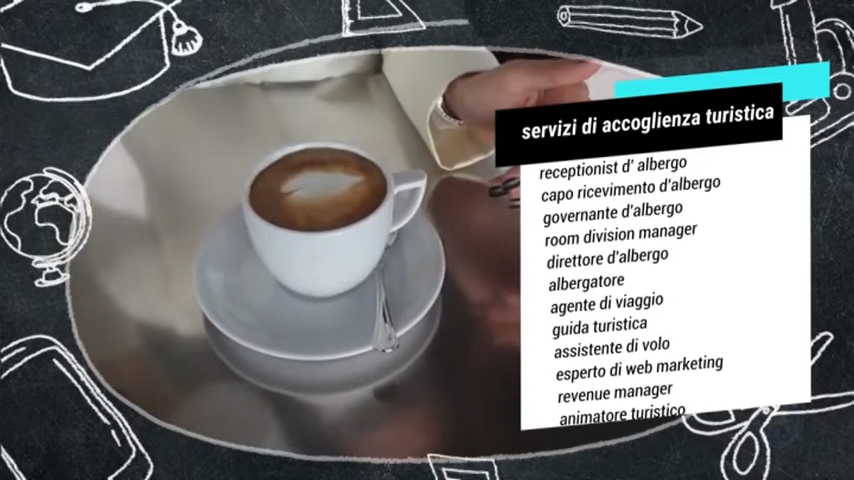 servizi di accoglienza turistica
receptionist d' albergo
capo ricevimento d'albergo
governante d'albergo
room division manager
direttore d'albergo
albergatore
agente di viaggio
guida turistica
assistente di volo
esperto di web marketing
revenue manager
animatore turistico